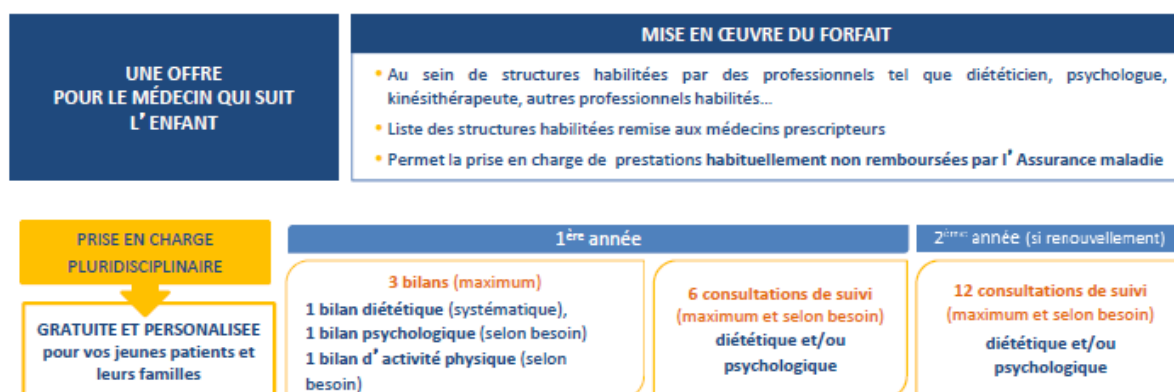 UNE OFFRE
POUR LE MÉDECIN QUI SUIT
L’ ENFANT
MISE EN ŒUVRE DU FORFAIT
• Au sein de structures habilitées par des professionnels tel que diététicien, psychologue,
kinésithérapeute, autres professionnels habilités...
• Liste des structures habilitées remise aux médecins prescripteurs
• Permet la prise en charge de prestations habituellement non remboursées par l’ Assurance maladie
PRISE EN CHARGE
PLURIDISCIPLINAIRE
GRATUITE ET PERSONALISEE
pour vos jeunes patients et
leurs familles
1ère année
3 bilans (maximum)
1 bilan diététique (systématique),
1 bilan psychologique (selon besoin)
1 bilan d’ activité physique (selon
besoin)
6 consultations de suivi
(maximum et selon besoin)
diététique et/ou
psychologique
2ème année (si renouvellement)
12 consultations de suivi
(maximum et selon besoin)
diététique et/ou
psychologique